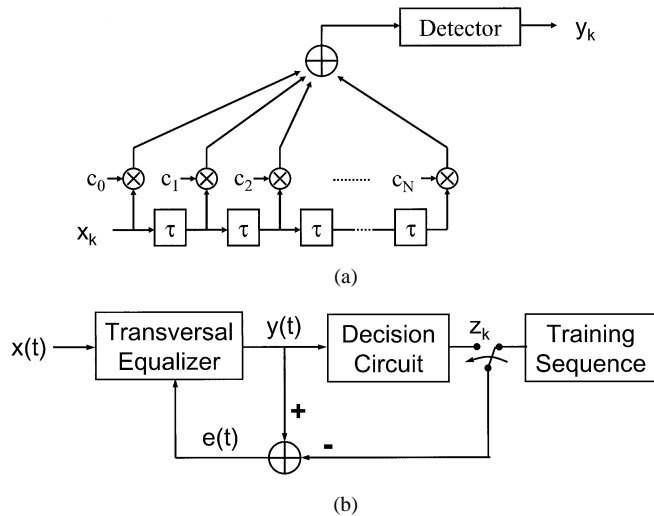 Detector
y_k
c_0
c_1
c_2
........
c_N
x_k
τ
τ
τ
.....
τ
(a)
x(t)
Transversal
Equalizer
y(t)
Decision
Circuit
z_k
Training
Sequence
+
-
e(t)
(b)